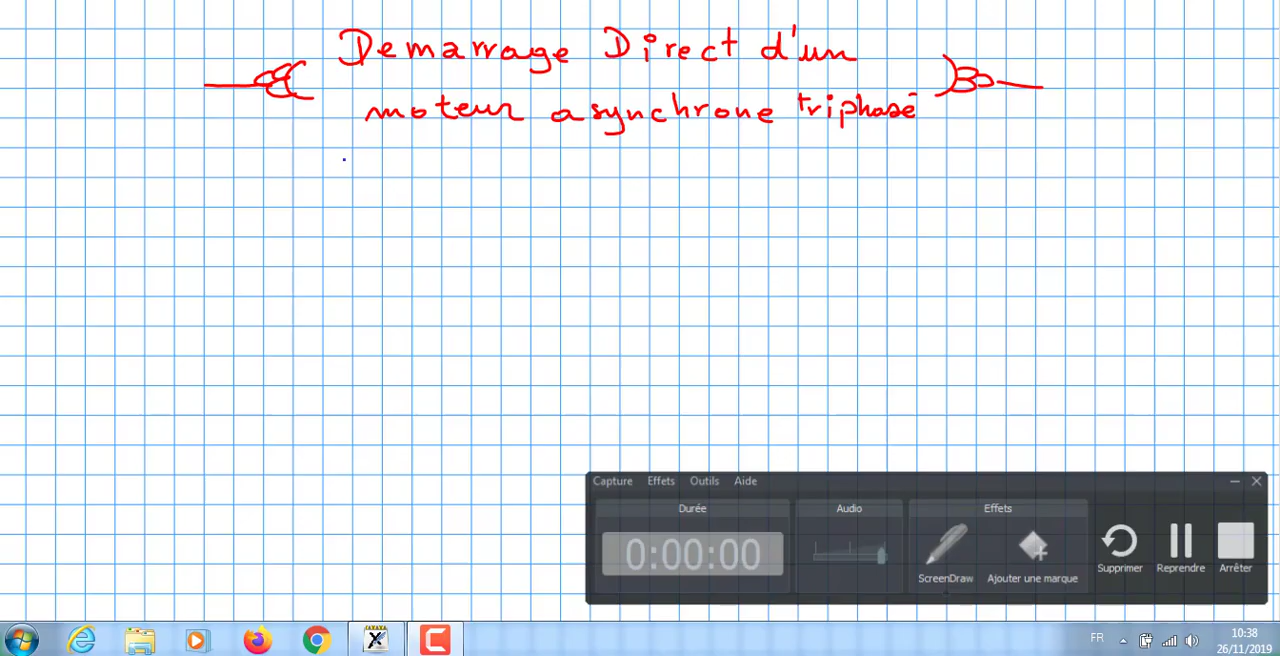 Demarrage Direct d'un
moteur asynchrone triphasé
Capture Effets Outils Aide
Durée Audio Effets
0:00:00
ScreenDraw Ajouter une marque Supprimer Reprendre Arrêter
FR 10:38
26/11/2019